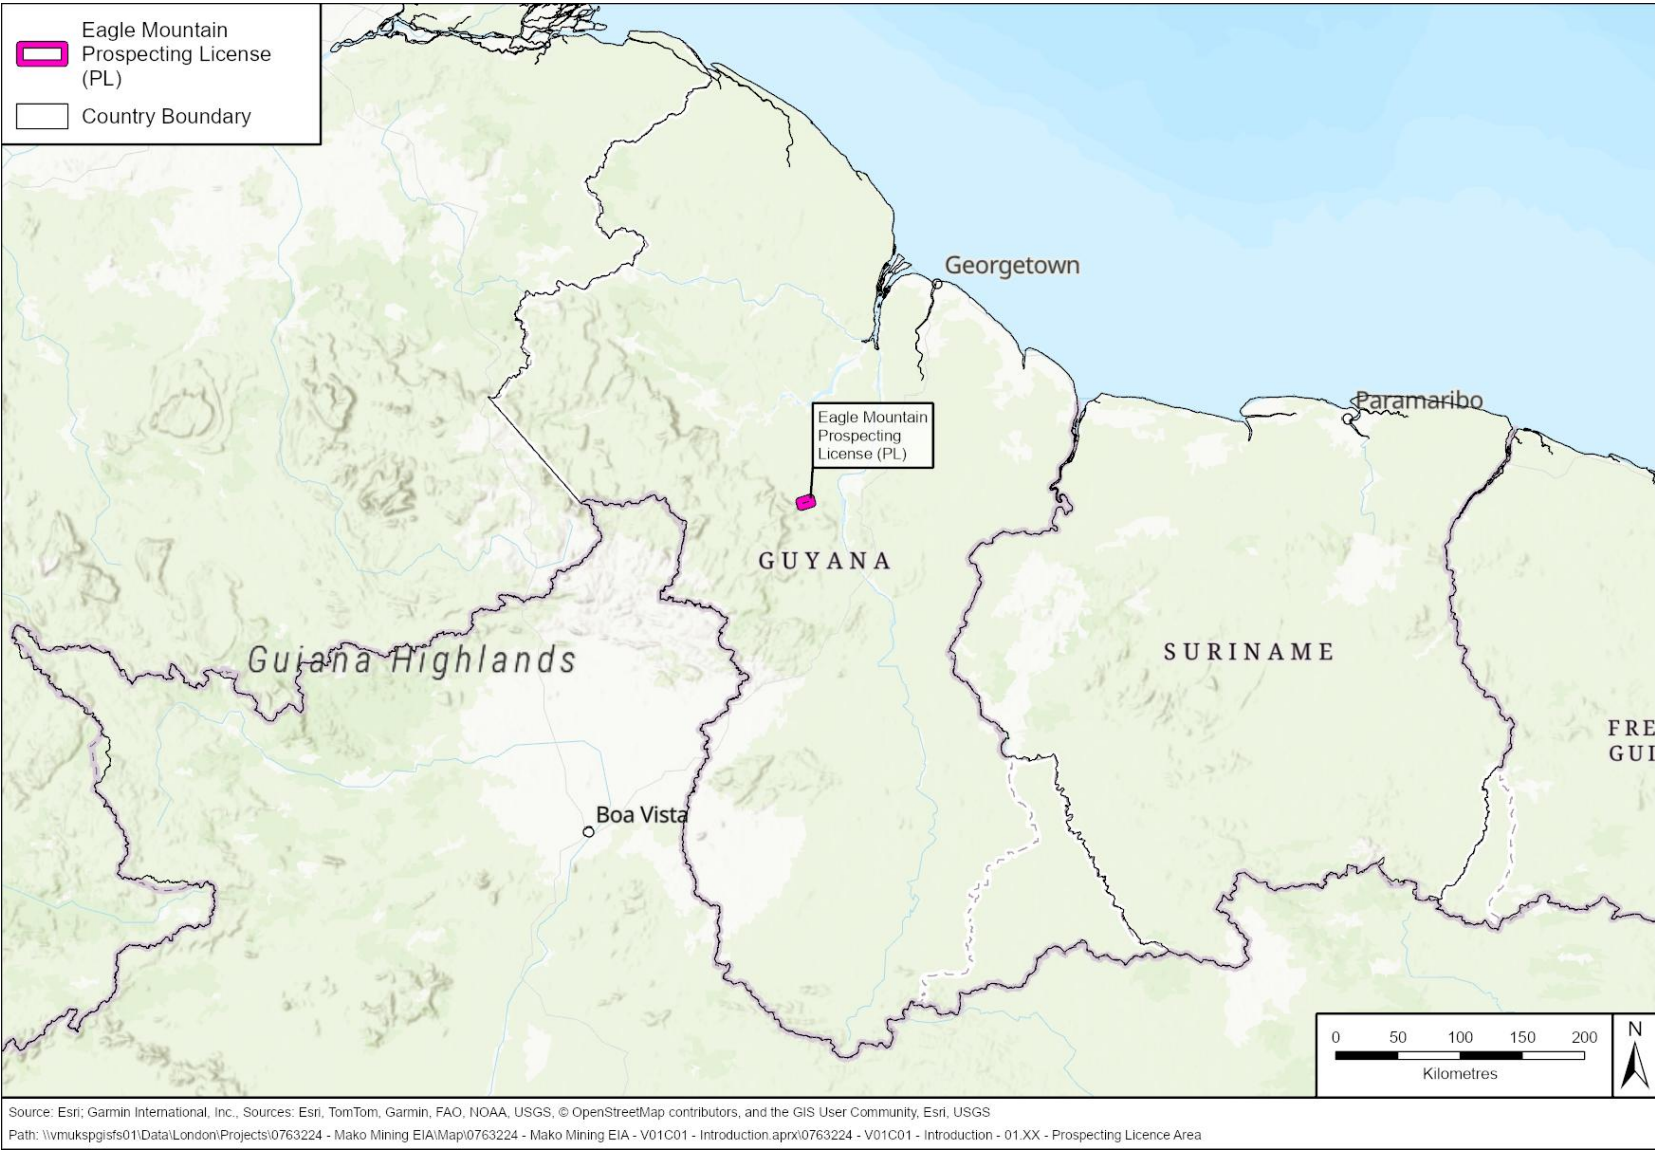 Eagle Mountain
Prospecting License
(PL)
Country Boundary
Georgetown
Paramaribo
Eagle Mountain
Prospecting
License (PL)
GUYANA
SURINAME
Guiana Highlands
FRE
GUI
Boa Vista
0 50 100 150 200
Kilometres
N
Source: Esri; Garmin International, Inc., Sources: Esri, TomTom, Garmin, FAO, NOAA, USGS, © OpenStreetMap contributors, and the GIS User Community, Esri, USGS
Path: \\vmukspgisfs01\Data\London\Projects\0763224 - Mako Mining EIA\Map\0763224 - Mako Mining EIA - V01C01 - Introduction.aprx\0763224 - V01C01 - Introduction - 01.XX - Prospecting Licence Area